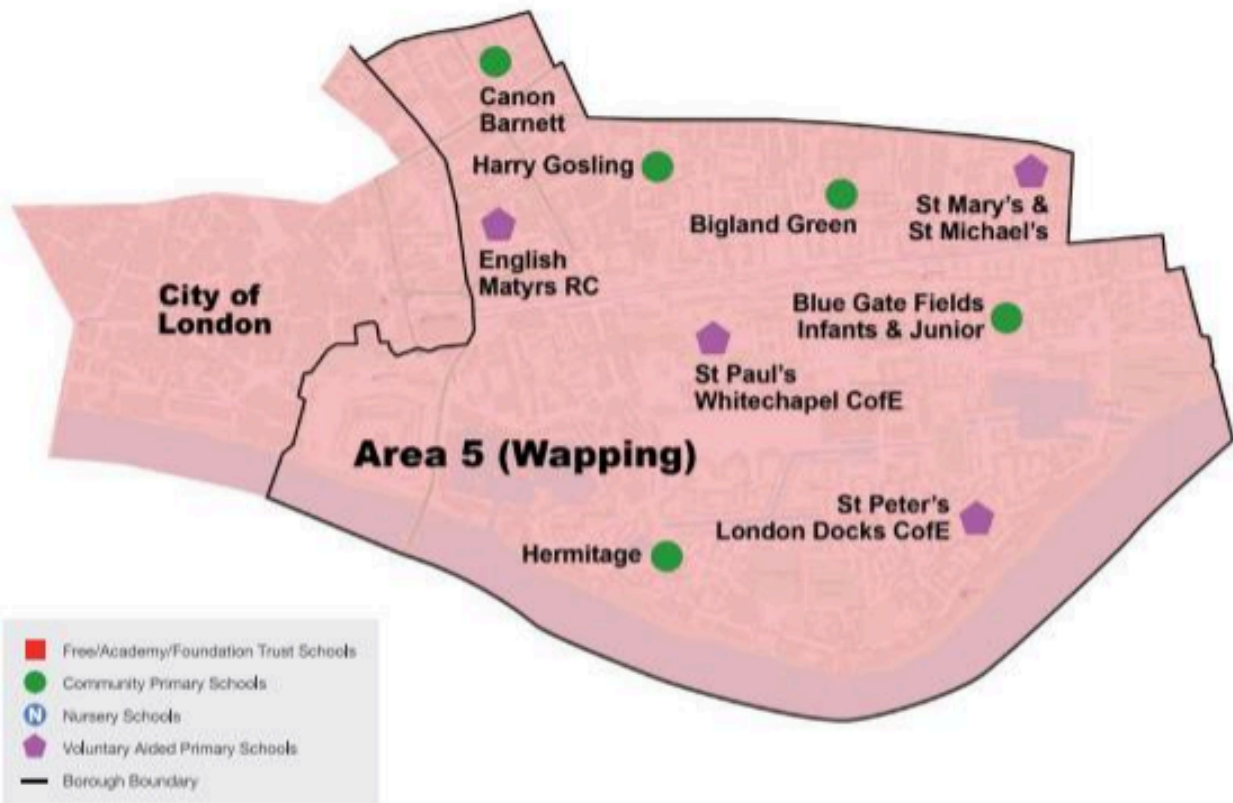 Canon
Barnett
Harry Gosling
Bigland Green
St Mary's &
St Michael's
English
Matyrs RC
City of
London
Blue Gate Fields
Infants & Junior
St Paul's
Whitechapel CofE
Area 5 (Wapping)
St Peter's
London Docks CofE
Hermitage
Free/Academy/Foundation Trust Schools
Community Primary Schools
N Nursery Schools
Voluntary Aided Primary Schools
Borough Boundary